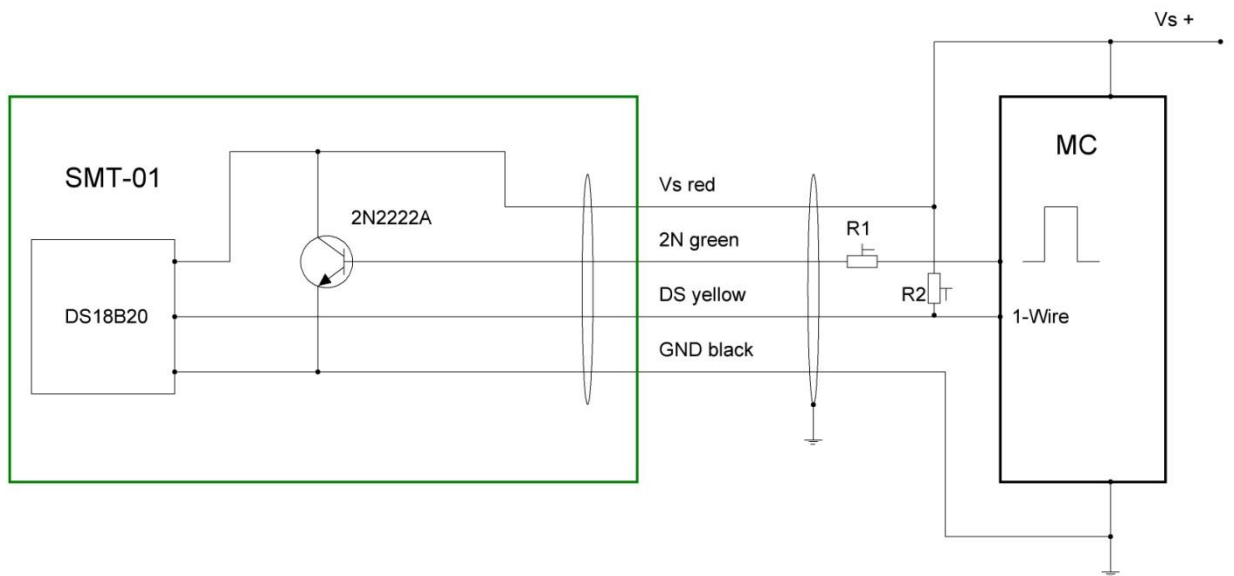 Vs +
MC
SMT-01
Vs red
2N2222A
2N green
R1
DS18B20
DS yellow
R2
1-Wire
GND black